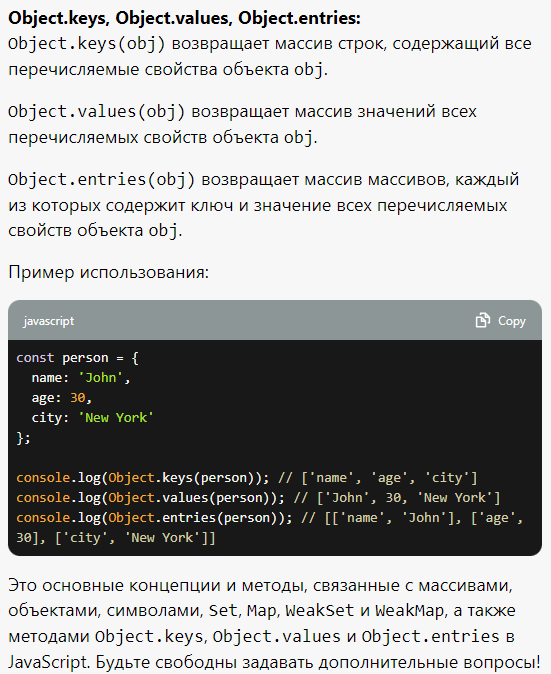 Object.keys, Object.values, Object.entries:
Object.keys(obj) возвращает массив строк, содержащий все
перечисляемые свойства объекта obj.
Object.values(obj) возвращает массив значений всех
перечисляемых свойств объекта obj.
Object.entries(obj) возвращает массив массивов, каждый
из которых содержит ключ и значение всех перечисляемых
свойств объекта obj.
Пример использования:
javascript Copy
const person = {
  name: 'John',
  age: 30,
  city: 'New York'
};
console.log(Object.keys(person)); // ['name', 'age', 'city']
console.log(Object.values(person)); // ['John', 30, 'New York']
console.log(Object.entries(person)); // [['name', 'John'], ['age',
30], ['city', 'New York']]
Это основные концепции и методы, связанные с массивами,
объектами, символами, Set, Map, WeakSet и WeakMap, а также
методами Object.keys, Object.values и Object.entries в
JavaScript. Будьте свободны задавать дополнительные вопросы!